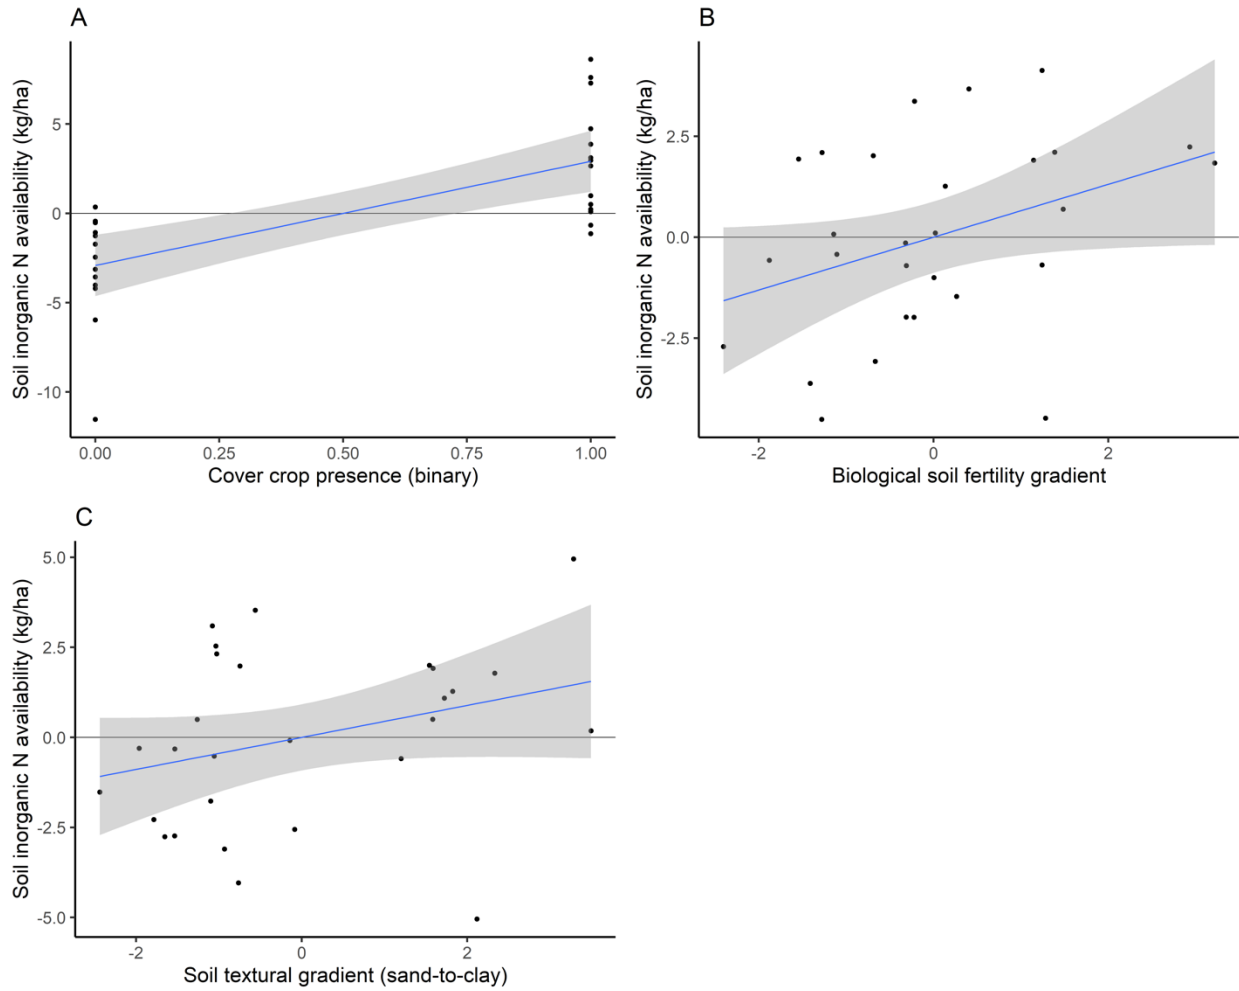 A
Soil inorganic N availability (kg/ha)
5
0
-5
-10
0.00 0.25 0.50 0.75 1.00
Cover crop presence (binary)
B
Soil inorganic N availability (kg/ha)
2.5
0.0
-2.5
-2 0 2
Biological soil fertility gradient
C
Soil inorganic N availability (kg/ha)
5.0
2.5
0.0
-2.5
-5.0
-2 0 2
Soil textural gradient (sand-to-clay)